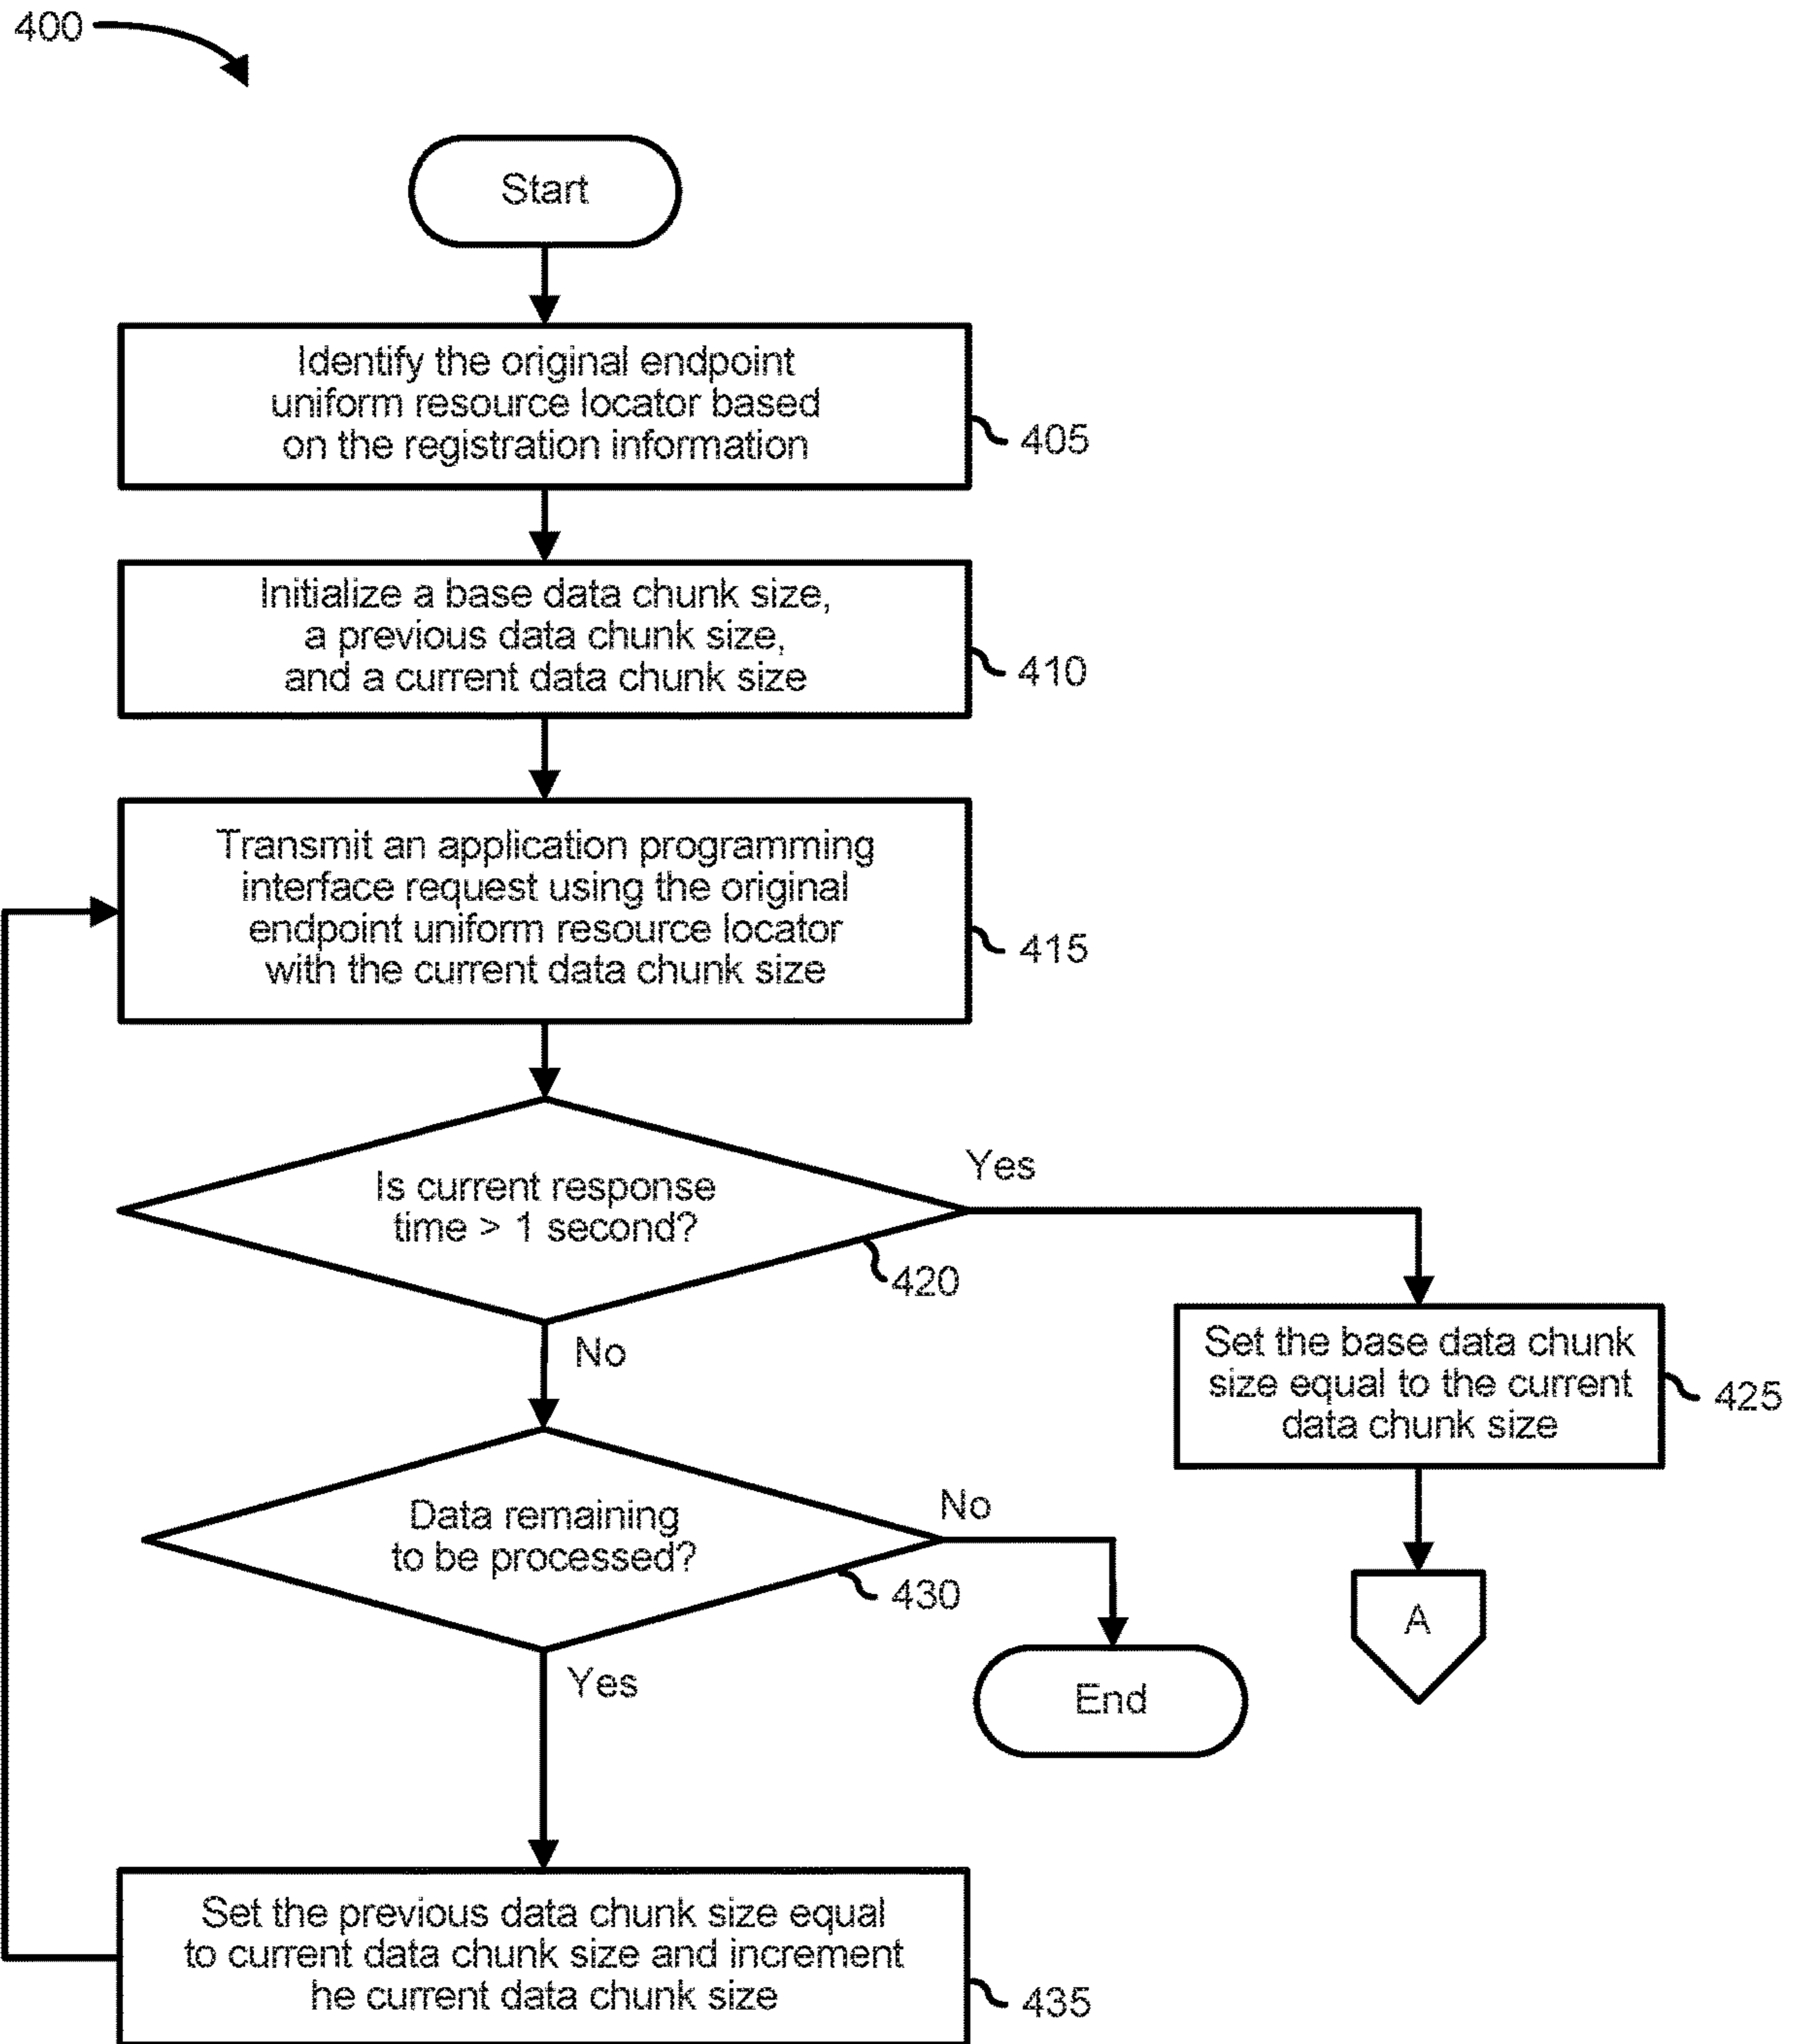 400
Start
Identify the original endpoint
uniform resource locator based
on the registration information
405
Initialize a base data chunk size,
a previous data chunk size,
and a current data chunk size
410
Transmit an application programming
interface request using the original
endpoint uniform resource locator
with the current data chunk size
415
Is current response
time > 1 second?
420
Yes
No
Set the base data chunk
size equal to the current
data chunk size
425
A
Data remaining
to be processed?
430
No
End
Yes
Set the previous data chunk size equal
to current data chunk size and increment
he current data chunk size
435